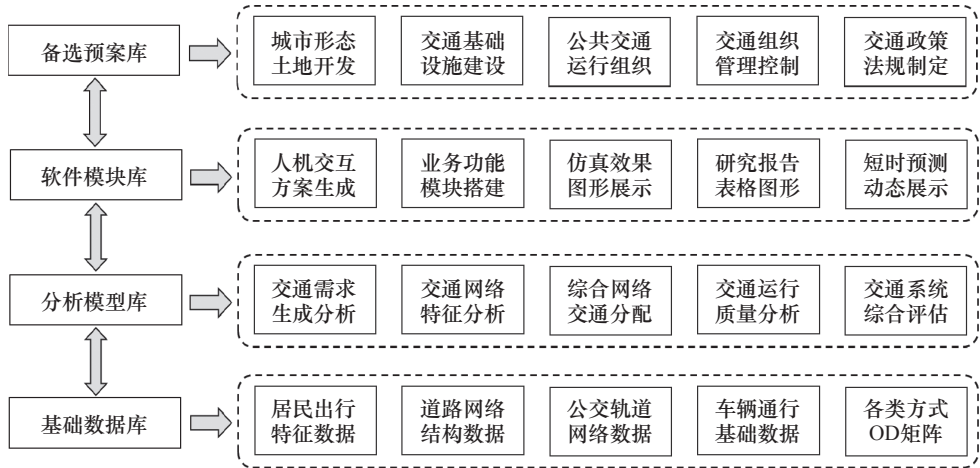 备选预案库
城市形态
土地开发
交通基础
设施建设
公共交通
运行组织
交通组织
管理控制
交通政策
法规制定
软件模块库
人机交互
方案生成
业务功能
模块搭建
仿真效果
图形展示
研究报告
表格图形
短时预测
动态展示
分析模型库
交通需求
生成分析
交通网络
特征分析
综合网络
交通分配
交通运行
质量分析
交通系统
综合评估
基础数据库
居民出行
特征数据
道路网络
结构数据
公交轨道
网络数据
车辆通行
基础数据
各类方式
OD矩阵